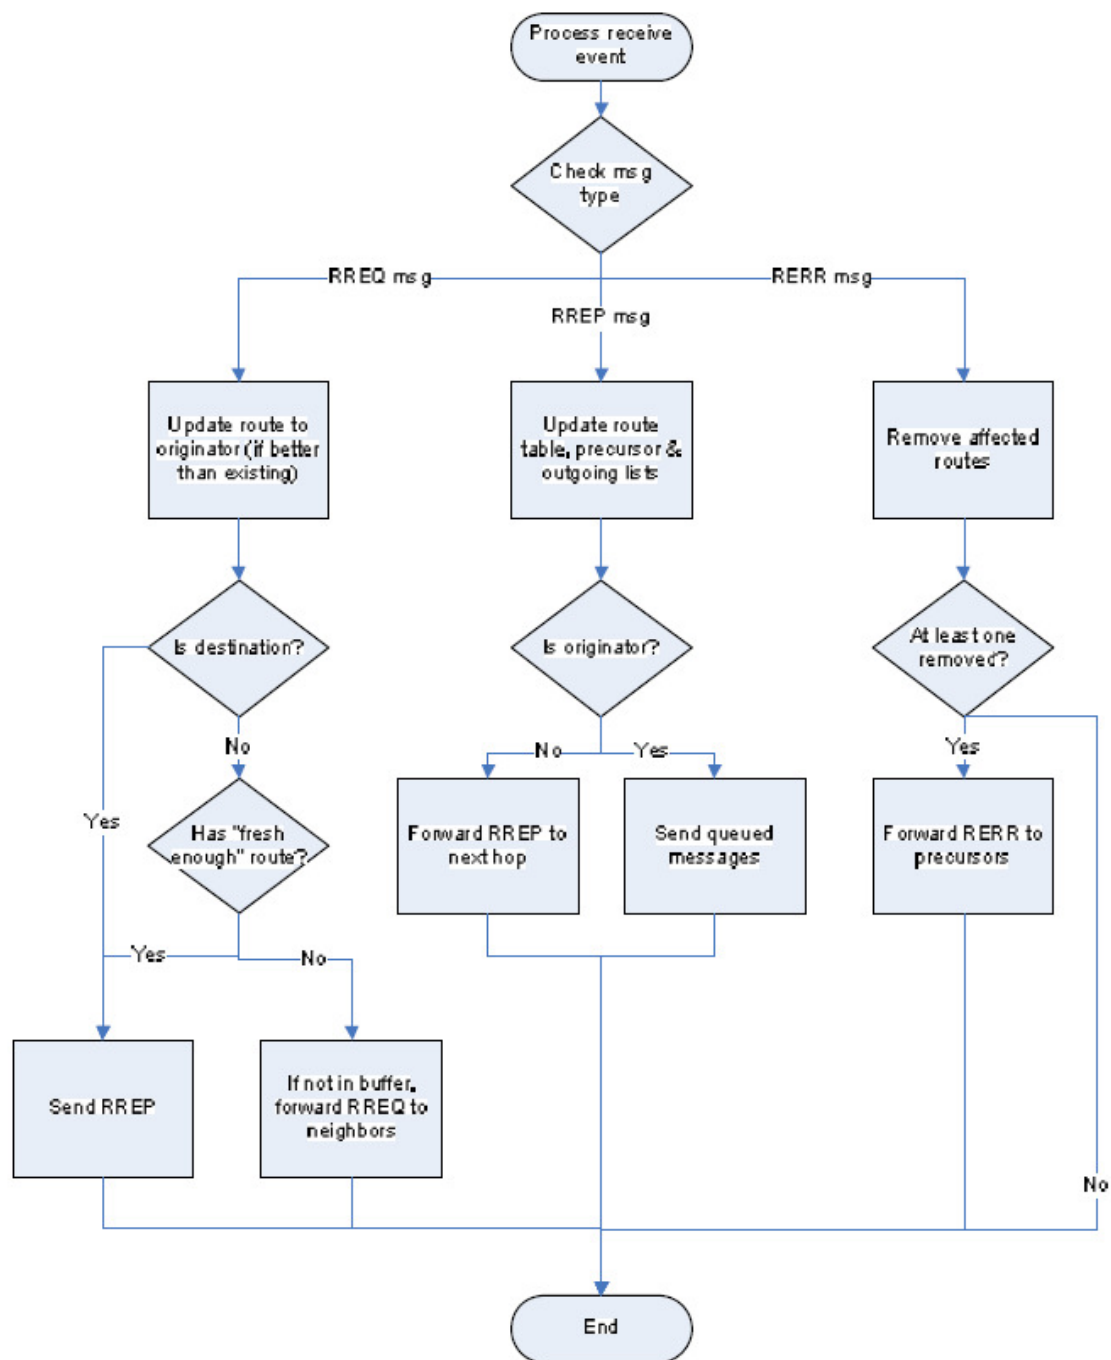 Process receive
event
Check msg
type
RREQ msg
RERR msg
RREP msg
Update route to
originator (if better
than existing)
Update route
table, precursor &
outgoing lists
Remove affected
routes
Is destination?
Is originator?
At least one
removed?
No
No
Yes
Yes
Yes
Has "fresh
enough" route?
Forward RREP to
next hop
Send queued
messages
Forward RERR to
precursors
Yes
No
Send RREP
If not in buffer,
forward RREQ to
neighbors
No
End